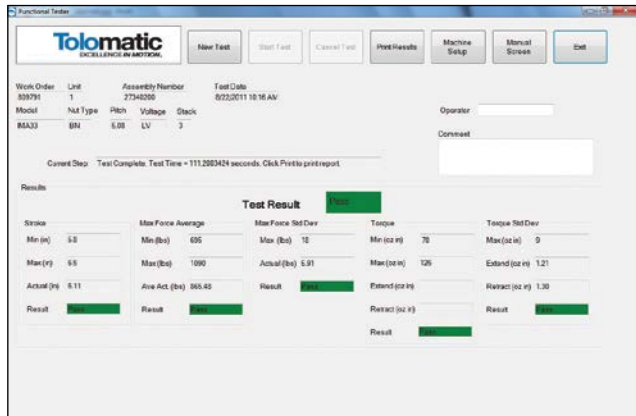 Functional Tester
Tolomatic
EXCELLENCE IN MOTION.
New Test
Start Test
Cancel Test
Print Results
Machine Setup
Manual Screen
Exit
Work Order Unit Assembly Number Test Date
809791 1 27340200 8/22/2011 10:16 AM
Model Nut Type Pitch Voltage Stack
IMA33 BN 6.00 LV 3
Operator
Comment
Current Step: Test Complete. Test Time = 111.2003424 seconds. Click Print to print report.
Results
Test Result Pass
Stroke
Min (in) 5.8
Max (in) 6.5
Actual (in) 6.11
Result Pass
Max Force Average
Min (lbs) 695
Max (lbs) 1090
Ave Act. (lbs) 865.48
Result Pass
Max Force Std Dev
Max (lbs) 18
Actual (lbs) 5.91
Result Pass
Torque
Min (oz in) 70
Max (oz in) 126
Extend (oz in)
Retract (oz in)
Result Pass
Torque Std Dev
Max (oz in) 9
Extend (oz in) 1.21
Retract (oz in) 1.30
Result Pass